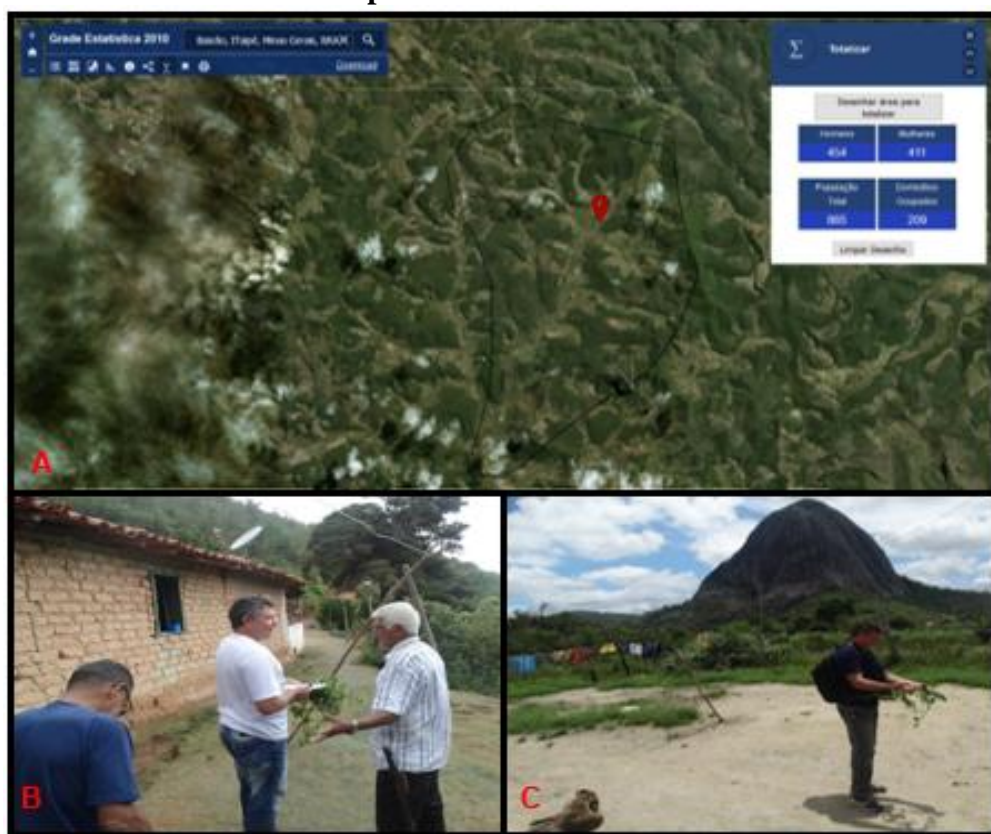 Grade Estatística 2010
Download
Σ Totalizar
Desenhar área para
totalizar
Homens Mulheres
454 411
População
Total
Domicílios
Ocupados
865 209
Limpar Desenho
A
B
C